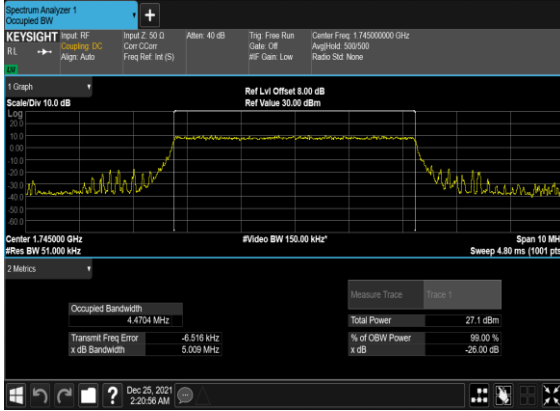 Spectrum Analyzer 1
Occupied BW
KEYSIGHT
RL
Input: RF
Coupling: DC
Align: Auto
Input Z: 50 Ω
Corr CCorr
Freq Ref: Int (S)
Atten: 40 dB
Trig: Free Run
Gate: Off
#IF Gain: Low
Center Freq: 1.745000000 GHz
Avg|Hold: 500/500
Radio Std: None
1 Graph
Scale/Div 10.0 dB
Ref Lvl Offset 8.00 dB
Ref Value 30.00 dBm
Log
20.0
10.0
0.00
-10.0
-20.0
-30.0
-40.0
-50.0
-60.0
Center 1.745000 GHz
#Res BW 51.000 kHz
#Video BW 150.00 kHz*
Span 10 MH
Sweep 4.80 ms (1001 pts
2 Metrics
Measure Trace Trace 1
Occupied Bandwidth
4.4704 MHz
Total Power 27.1 dBm
Transmit Freq Error -6.516 kHz
% of OBW Power 99.00 %
x dB Bandwidth 5.009 MHz
x dB -26.00 dB
Dec 25, 2021
2:20:56 AM